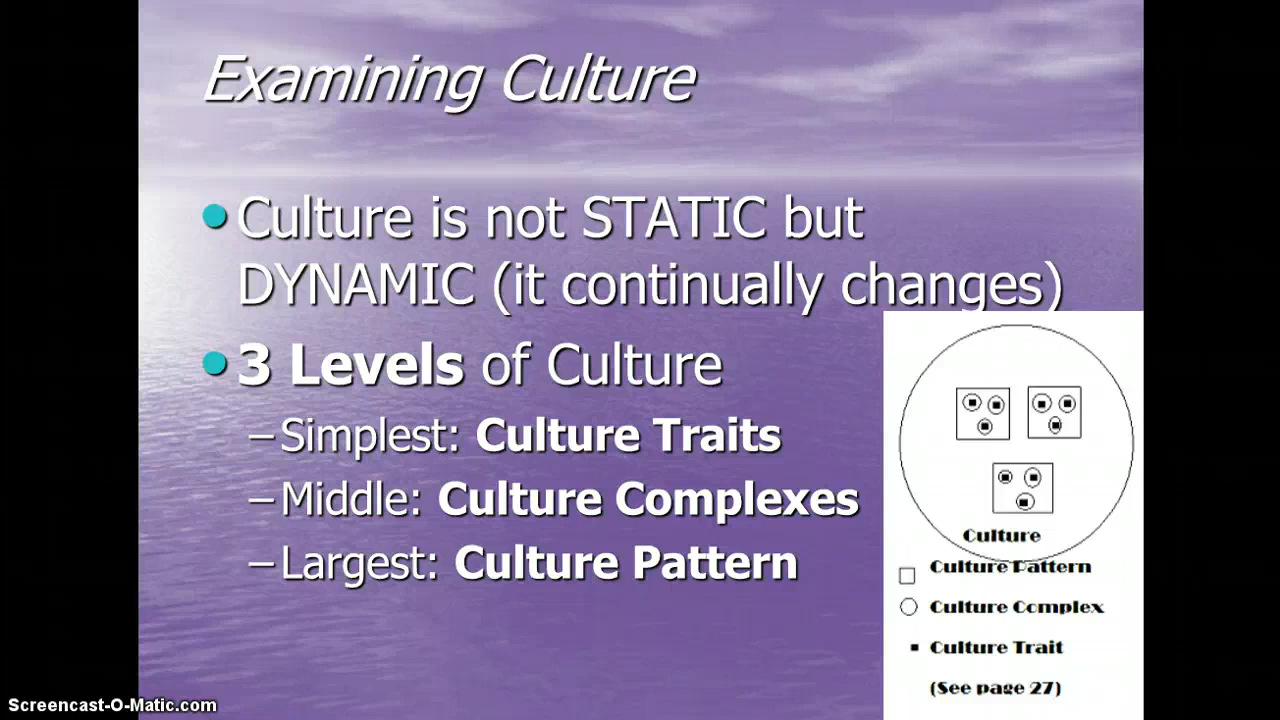 Examining Culture
Culture is not STATIC but
DYNAMIC (it continually changes)
3 Levels of Culture
–Simplest: Culture Traits
–Middle: Culture Complexes
–Largest: Culture Pattern
Culture
Culture Pattern
Culture Complex
Culture Trait
(See page 27)
Screencast-O-Matic.com